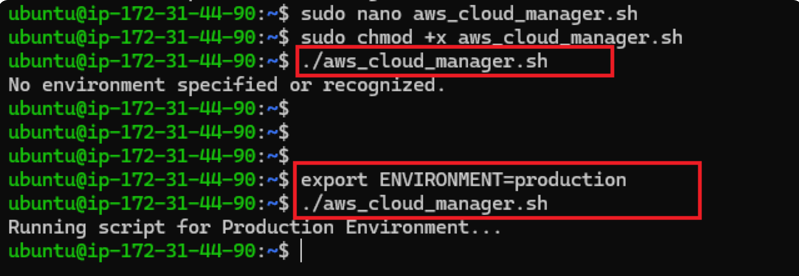 ubuntu@ip-172-31-44-90:~$ sudo nano aws_cloud_manager.sh
ubuntu@ip-172-31-44-90:~$ sudo chmod +x aws_cloud_manager.sh
ubuntu@ip-172-31-44-90:~$ ./aws_cloud_manager.sh
No environment specified or recognized.
ubuntu@ip-172-31-44-90:~$
ubuntu@ip-172-31-44-90:~$
ubuntu@ip-172-31-44-90:~$
ubuntu@ip-172-31-44-90:~$ export ENVIRONMENT=production
ubuntu@ip-172-31-44-90:~$ ./aws_cloud_manager.sh
Running script for Production Environment...
ubuntu@ip-172-31-44-90:~$